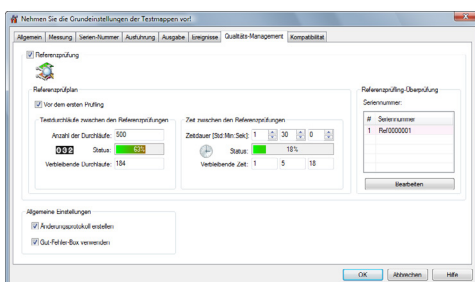 Nehmen Sie die Grundeinstellungen der Testmappen vor!
Allgemein Messung Serien-Nummer Ausführung Ausgabe Ereignisse Qualitäts-Management Kompatibilität
Referenzprüfung
Referenzprüfplan
Vor dem ersten Prüfling
Testdurchläufe zwischen den Referenzprüfungen
Anzahl der Durchläufe: 500
032 Status: 63%
Verbleibende Durchläufe: 184
Zeit zwischen den Referenzprüfungen
Zeitdauer [Std:Min:Sek]: 1 30 0
Status: 18%
Verbleibende Zeit: 1 5 18
Referenzprüfling-Überprüfung
Seriennummer:
# Seriennummer
1 Ref0000001
Bearbeiten
Allgemeine Einstellungen
Änderungsprotokoll erstellen
Gut-Fehler-Box verwenden
OK Abbrechen Hilfe